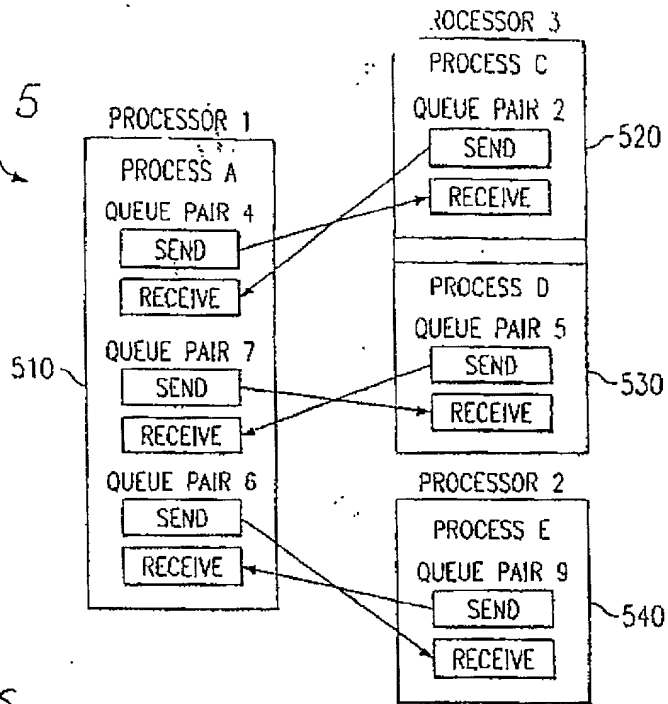 5
PROCESSOR 1
PROCESS A
QUEUE PAIR 4
SEND
RECEIVE
QUEUE PAIR 7
SEND
RECEIVE
QUEUE PAIR 6
SEND
RECEIVE
510
ROCESSOR 3
PROCESS C
QUEUE PAIR 2
SEND
RECEIVE
520
PROCESS D
QUEUE PAIR 5
SEND
RECEIVE
530
PROCESSOR 2
PROCESS E
QUEUE PAIR 9
SEND
RECEIVE
540